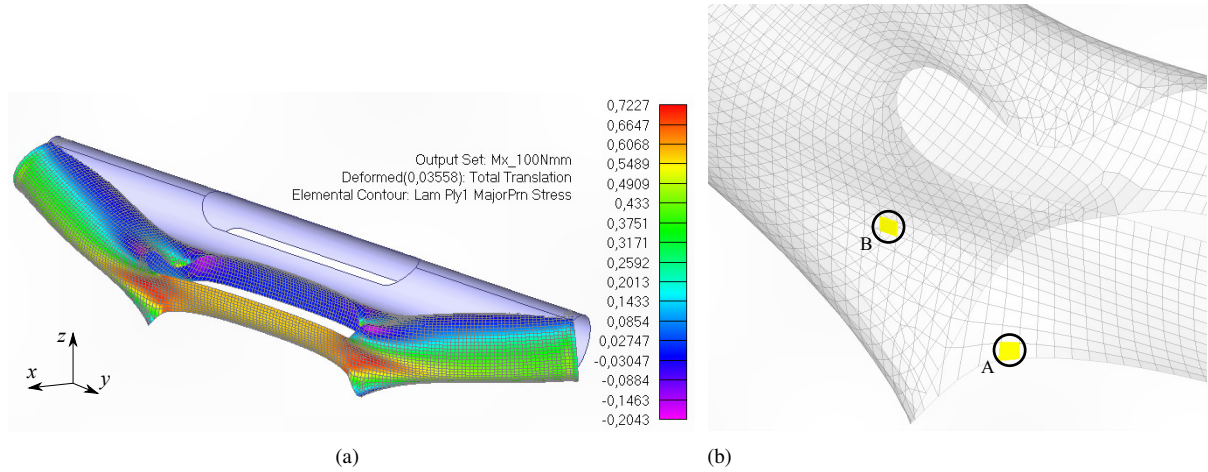 Output Set: Mx_100Nmm
Deformed(0,03558): Total Translation
Elemental Contour: Lam Ply1 MajorPrn Stress
0,7227
0,6647
0,6068
0,5489
0,4909
0,433
0,3751
0,3171
0,2592
0,2013
0,1433
0,0854
0,02747
-0,03047
-0,0884
-0,1463
-0,2043
z
x
y
B
A
(a)
(b)